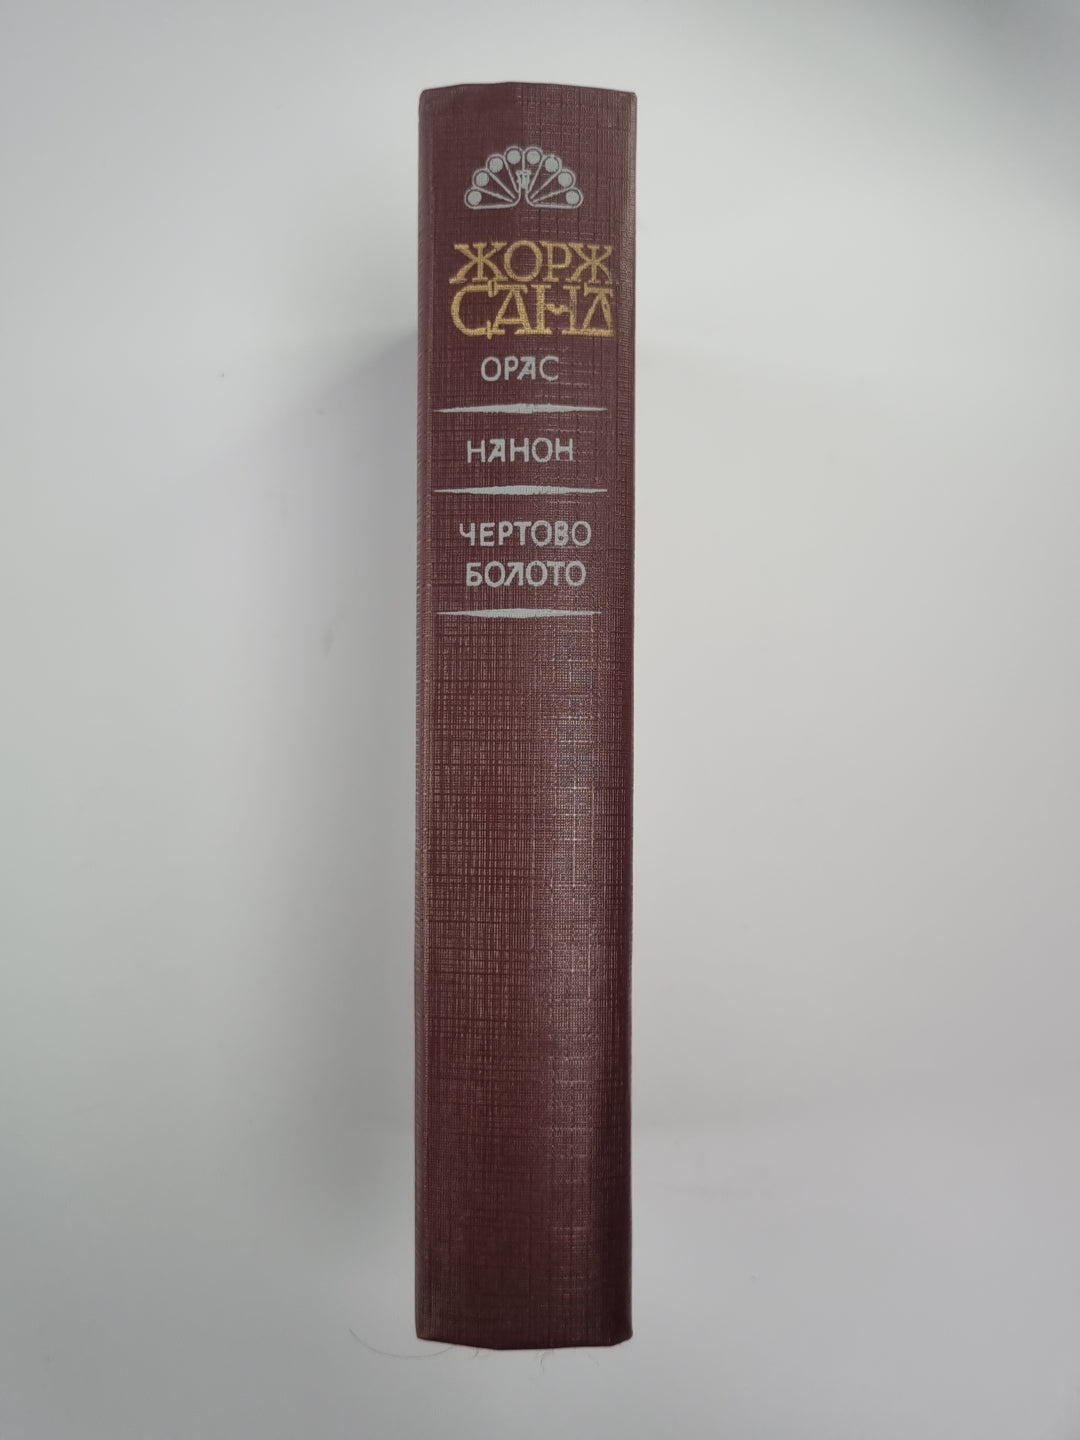 ЖОРЖ
САНД
ОРАС
НАНОН
ЧЕРТОВО
БОЛОТО